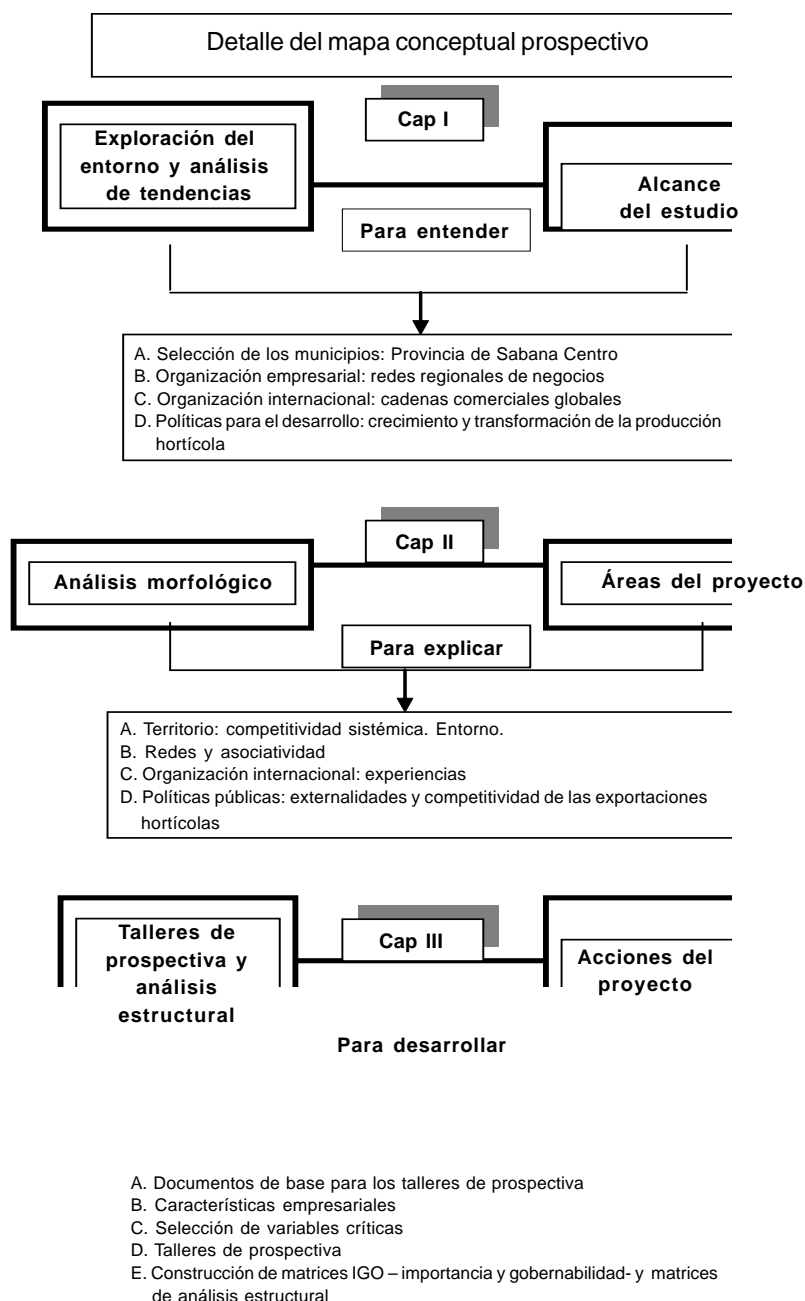 Detalle del mapa conceptual prospectivo
Cap I
Exploración del
entorno y análisis
de tendencias
Alcance
del estudio
Para entender
A. Selección de los municipios: Provincia de Sabana Centro
B. Organización empresarial: redes regionales de negocios
C. Organización internacional: cadenas comerciales globales
D. Políticas para el desarrollo: crecimiento y transformación de la producción
hortícola
Cap II
Análisis morfológico
Áreas del proyecto
Para explicar
A. Territorio: competitividad sistémica. Entorno.
B. Redes y asociatividad
C. Organización internacional: experiencias
D. Políticas públicas: externalidades y competitividad de las exportaciones
hortícolas
Cap III
Talleres de
prospectiva y
análisis
estructural
Acciones del
proyecto
Para desarrollar
A. Documentos de base para los talleres de prospectiva
B. Características empresariales
C. Selección de variables críticas
D. Talleres de prospectiva
E. Construcción de matrices IGO – importancia y gobernabilidad- y matrices
de análisis estructural